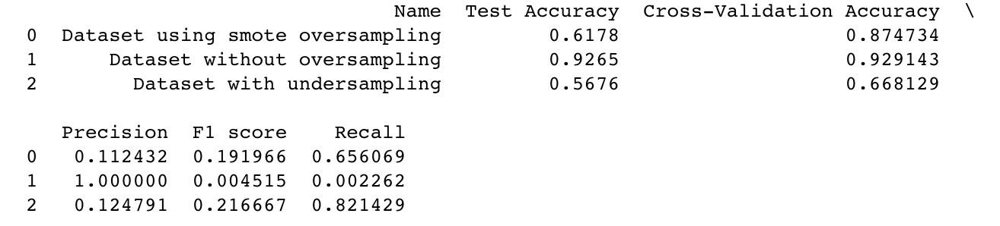 Name Test Accuracy Cross-Validation Accuracy \
0 Dataset using smote oversampling 0.6178 0.874734
1 Dataset without oversampling 0.9265 0.929143
2 Dataset with undersampling 0.5676 0.668129
Precision F1 score Recall
0 0.112432 0.191966 0.656069
1 1.000000 0.004515 0.002262
2 0.124791 0.216667 0.821429